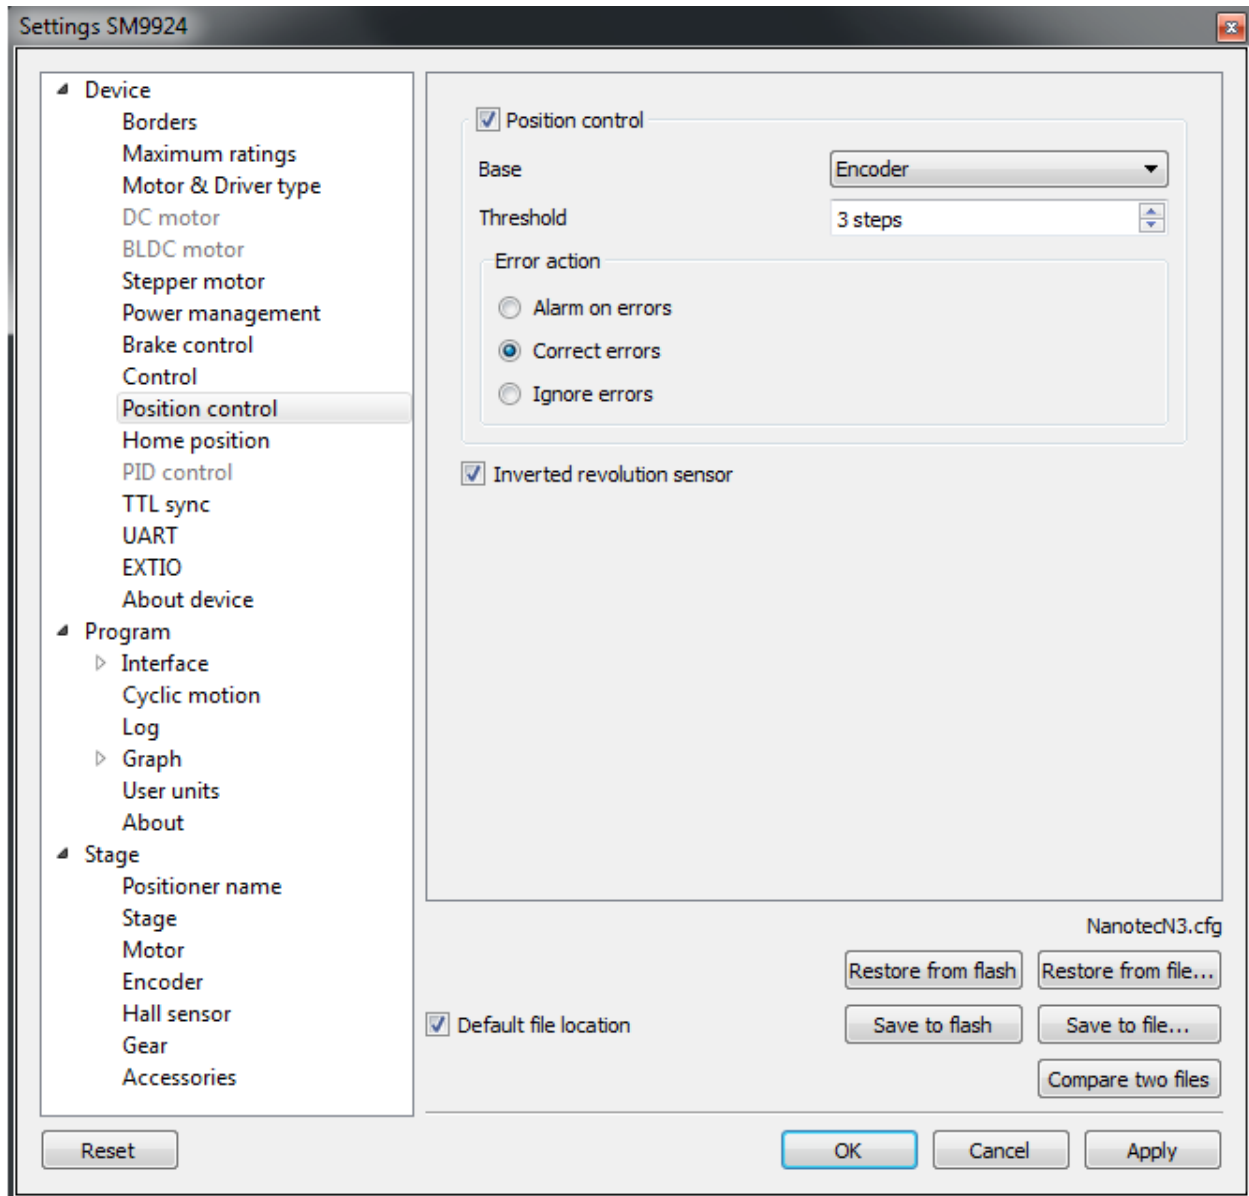 Settings SM9924
Device
Borders
Maximum ratings
Motor & Driver type
DC motor
BLDC motor
Stepper motor
Power management
Brake control
Control
Position control
Home position
PID control
TTL sync
UART
EXTIO
About device
Program
Interface
Cyclic motion
Log
Graph
User units
About
Stage
Positioner name
Stage
Motor
Encoder
Hall sensor
Gear
Accessories
Position control
Base Encoder
Threshold 3 steps
Error action
Alarm on errors
Correct errors
Ignore errors
Inverted revolution sensor
NanotecN3.cfg
Restore from flash Restore from file...
Default file location Save to flash Save to file...
Compare two files
Reset OK Cancel Apply